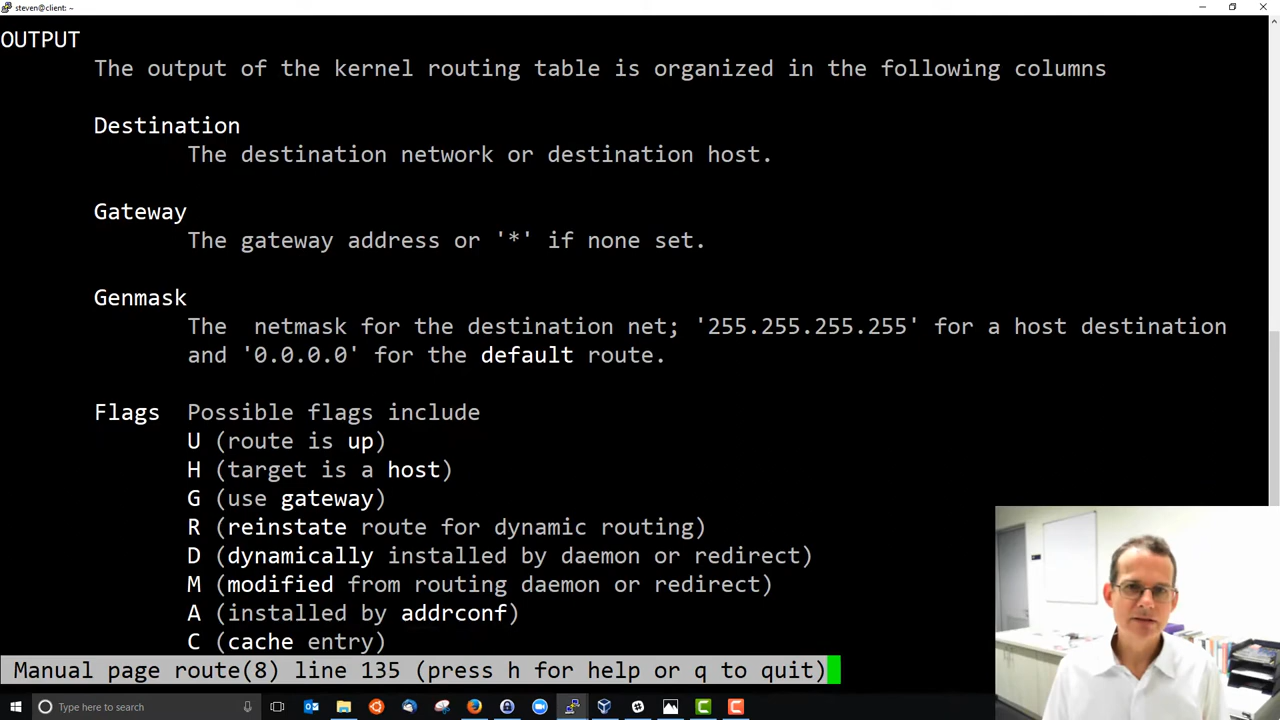 steven@client: ~
OUTPUT
The output of the kernel routing table is organized in the following columns
Destination
The destination network or destination host.
Gateway
The gateway address or '*' if none set.
Genmask
The  netmask for the destination net; '255.255.255.255' for a host destination
and '0.0.0.0' for the default route.
Flags  Possible flags include
U (route is up)
H (target is a host)
G (use gateway)
R (reinstate route for dynamic routing)
D (dynamically installed by daemon or redirect)
M (modified from routing daemon or redirect)
A (installed by addrconf)
C (cache entry)
Manual page route(8) line 135 (press h for help or q to quit)
Type here to search